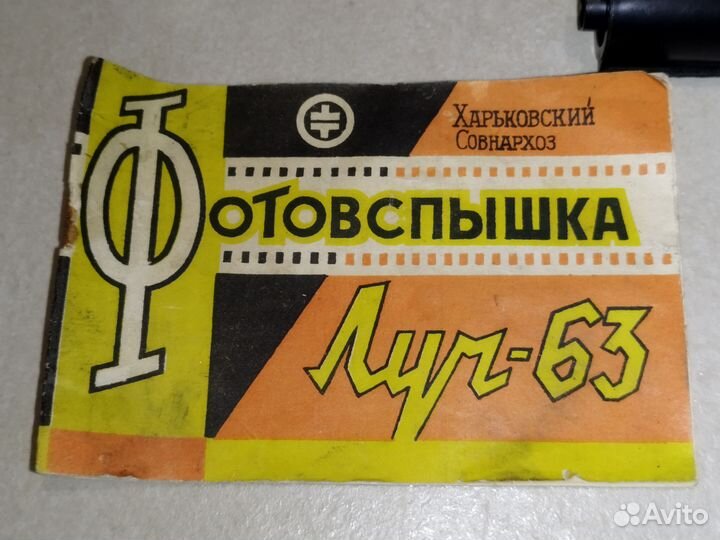 Харьковский
Совнархоз
Фотовспышка
Луч-63
Avito